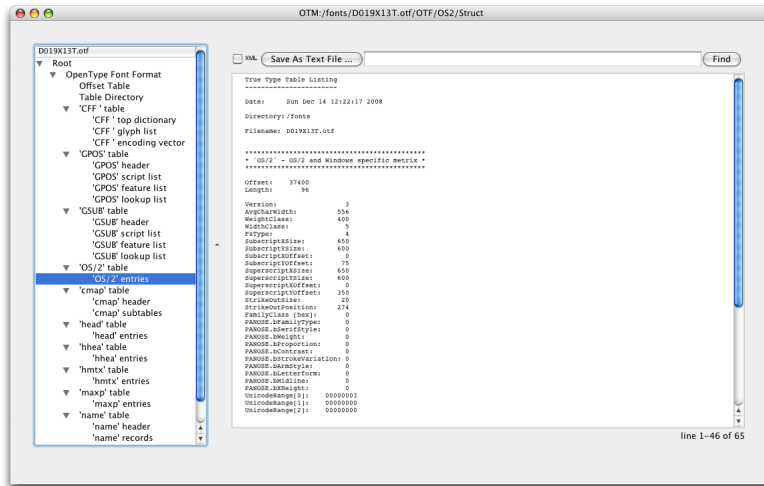 OTM:/fonts/D019X13T.otf/OTF/OS2/Struct
D019X13T.otf
Root
OpenType Font Format
Offset Table
Table Directory
'CFF ' table
'CFF ' top dictionary
'CFF ' glyph list
'CFF ' encoding vector
'GPOS' table
'GPOS' header
'GPOS' script list
'GPOS' feature list
'GPOS' lookup list
'GSUB' table
'GSUB' header
'GSUB' script list
'GSUB' feature list
'GSUB' lookup list
'OS/2' table
'OS/2' entries
'cmap' table
'cmap' header
'cmap' subtables
'head' table
'head' entries
'hhea' table
'hhea' entries
'hmtx' table
'hmtx' entries
'maxp' table
'maxp' entries
'name' table
'name' header
'name' records
XML Save As Text File ... Find
True Type Table Listing
-----------------------
Date: Sun Dec 14 12:22:17 2008
Directory: /fonts
Filename: D019X13T.otf
*********************************************
* `OS/2` - OS/2 and Windows specific metrix *
*********************************************
Offset: 37400
Length: 96
Version: 3
AvgCharWidth: 556
WeightClass: 400
WidthClass: 5
FsType: 4
SubscriptXSize: 650
SubscriptYSize: 600
SubscriptXOffset: 0
SubscriptYOffset: 75
SuperscriptXSize: 650
SuperscriptYSize: 600
SuperscriptXOffset: 0
SuperscriptYOffset: 350
StrikeOutSize: 20
StrikeOutPosition: 274
FamilyClass [hex]: 0
PANOSE.bFamilyType: 0
PANOSE.bSerifStyle: 0
PANOSE.bWeight: 0
PANOSE.bProportion: 0
PANOSE.bContrast: 0
PANOSE.bStrokeVariation: 0
PANOSE.bArmStyle: 0
PANOSE.bLetterform: 0
PANOSE.bMidline: 0
PANOSE.bXHeight: 0
UnicodeRange[0]: 00000003
UnicodeRange[1]: 00000000
UnicodeRange[2]: 00000000
line 1-46 of 65